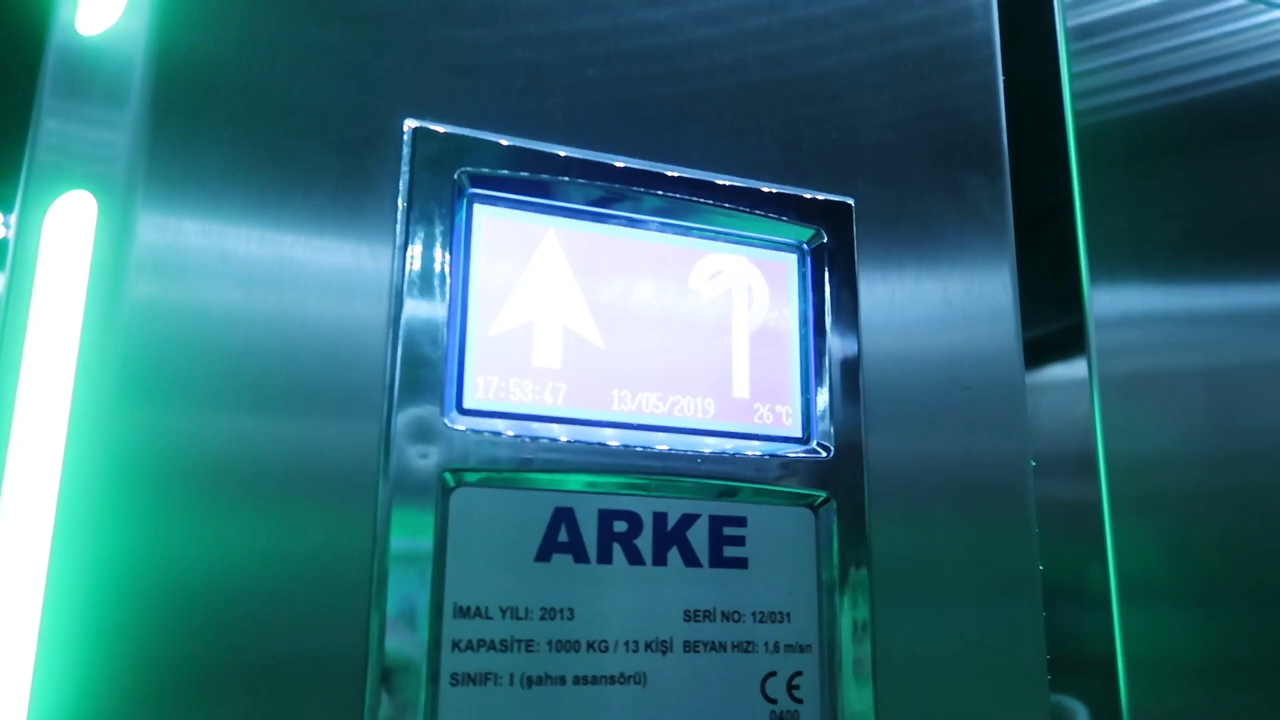 17:53:47 13/05/2019 26°C
ARKE
İMAL YILI: 2013 SERİ NO: 12/031
KAPASİTE: 1000 KG / 13 KİŞİ BEYAN HIZI: 1,6 m/sn
SINIFI: I (şahıs asansörü)
CE
0400